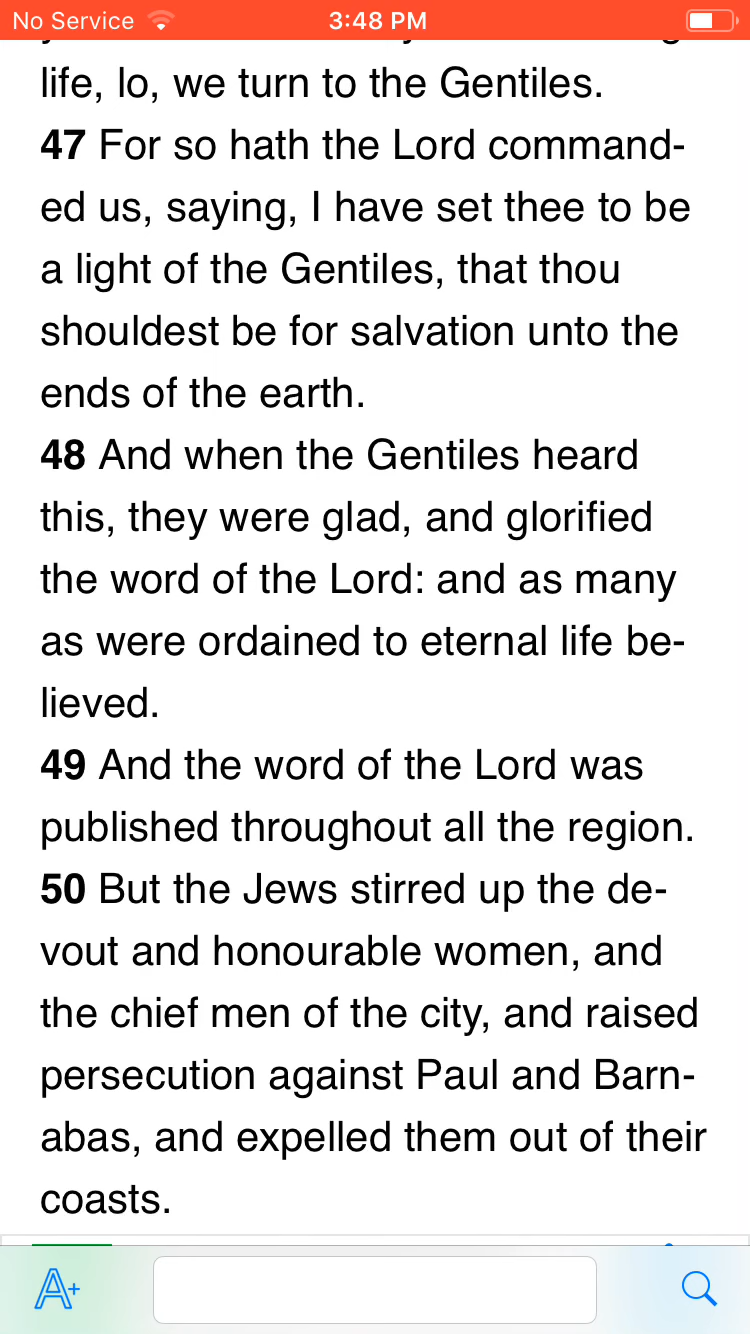 No Service
3:48 PM
life, lo, we turn to the Gentiles.
47 For so hath the Lord command-
ed us, saying, I have set thee to be
a light of the Gentiles, that thou
shouldest be for salvation unto the
ends of the earth.
48 And when the Gentiles heard
this, they were glad, and glorified
the word of the Lord: and as many
as were ordained to eternal life be-
lieved.
49 And the word of the Lord was
published throughout all the region.
50 But the Jews stirred up the de-
vout and honourable women, and
the chief men of the city, and raised
persecution against Paul and Barn-
abas, and expelled them out of their
coasts.
A+